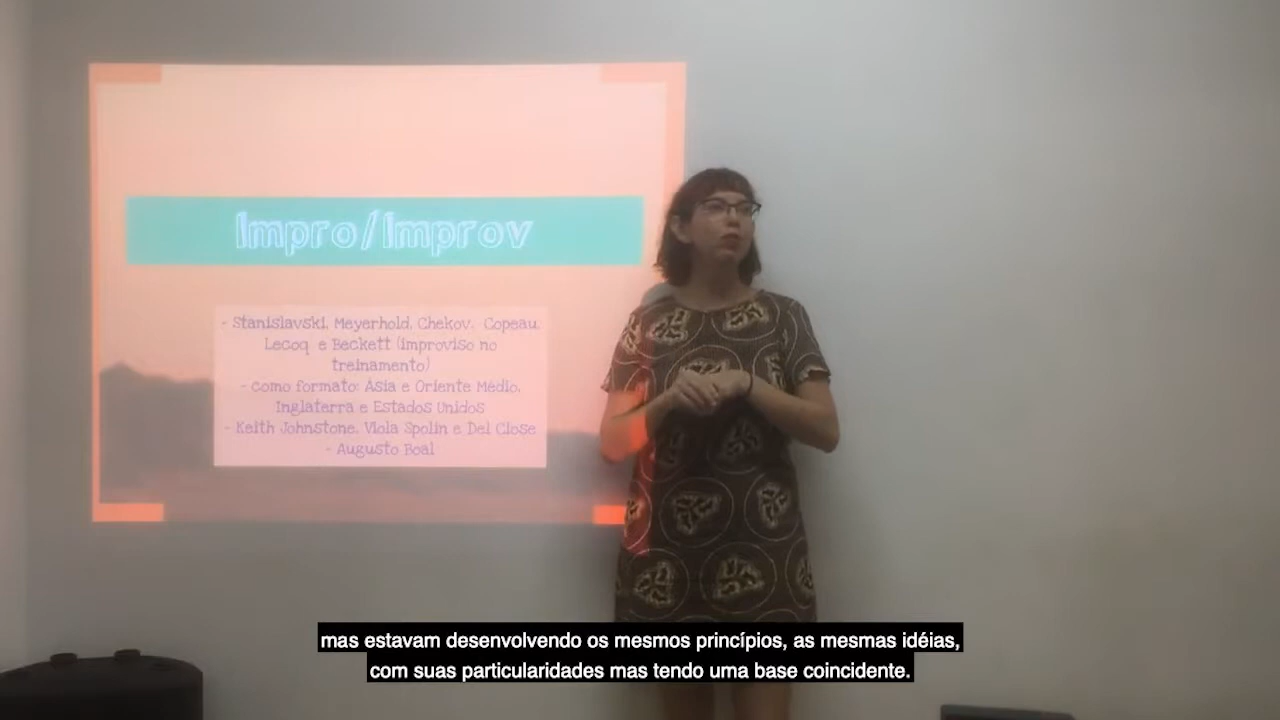 Impro/Improv
- Stanislavski, Meyerhold, Chekov, Copeau,
Lecoq e Beckett (improviso no
treinamento)
- como formato: Ásia e Oriente Médio,
Inglaterra e Estados Unidos
- Keith Johnstone, Viola Spolin e Del Close
- Augusto Boal
mas estavam desenvolvendo os mesmos princípios, as mesmas idéias,
com suas particularidades mas tendo uma base coincidente.